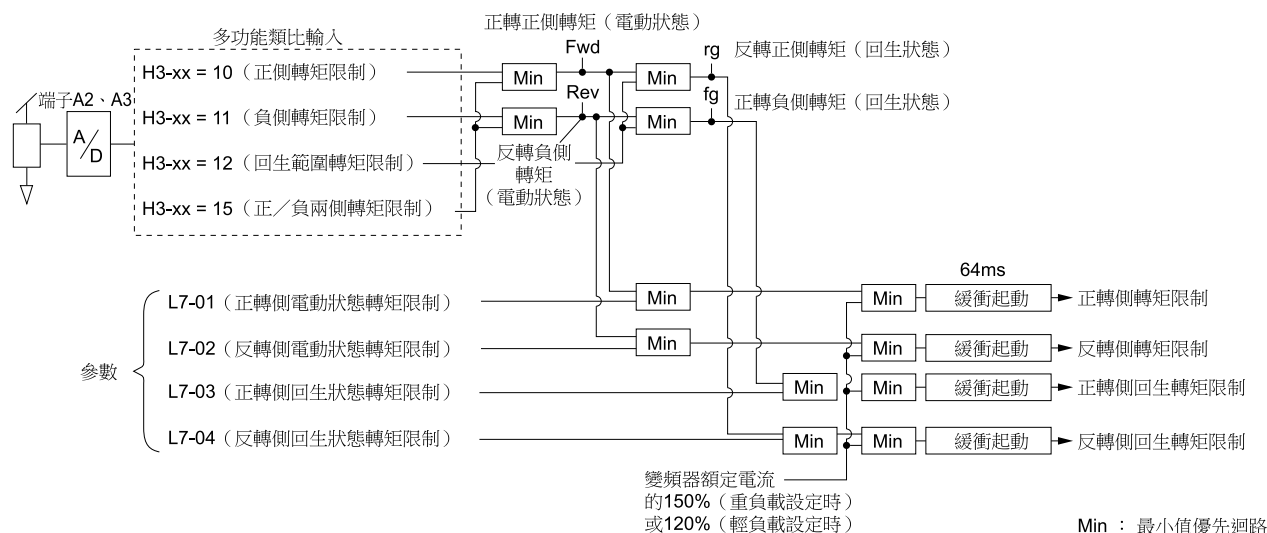 正轉正側轉矩（電動狀態）
多功能類比輸入
Fwd
rg
反轉正側轉矩（回生狀態）
H3-xx = 10（正側轉矩限制）
Min
Min
端子A2、A3
Rev
fg
正轉負側轉矩（回生狀態）
H3-xx = 11（負側轉矩限制）
Min
Min
A/D
反轉負側
轉矩
（電動狀態）
H3-xx = 12（回生範圍轉矩限制）
H3-xx = 15（正／負兩側轉矩限制）
64ms
L7-01（正轉側電動狀態轉矩限制）
Min
Min
緩衝起動
正轉側轉矩限制
L7-02（反轉側電動狀態轉矩限制）
Min
Min
緩衝起動
反轉側轉矩限制
參數
L7-03（正轉側回生狀態轉矩限制）
Min
Min
緩衝起動
正轉側回生轉矩限制
L7-04（反轉側回生狀態轉矩限制）
Min
Min
緩衝起動
反轉側回生轉矩限制
變頻器額定電流
的150%（重負載設定時）
或120%（輕負載設定時）
Min ： 最小值優先迴路